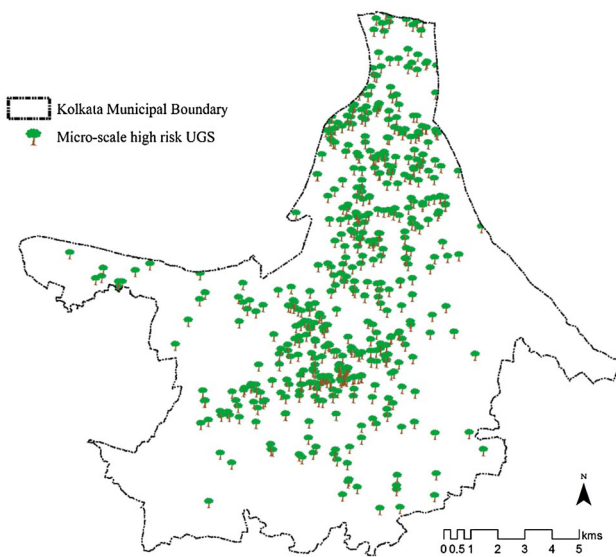 Kolkata Municipal Boundary
Micro-scale high risk UGS
N
kms
0 0.5 1 2 3 4 5